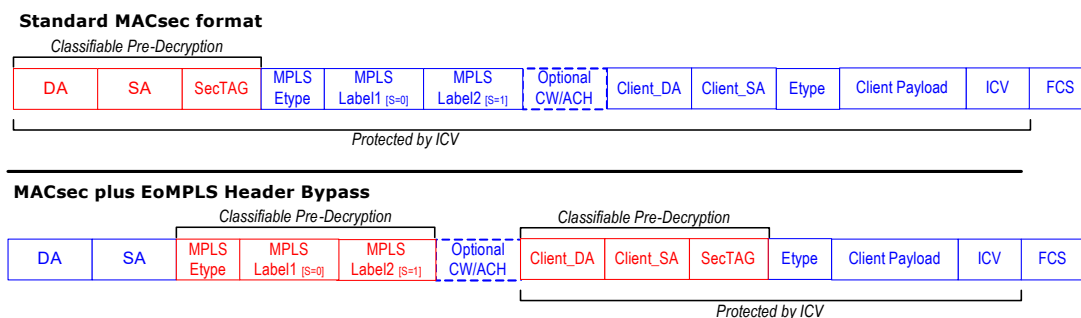 Standard MACsec format
Classifiable Pre-Decryption
DA SA SecTAG MPLS Etype MPLS Label1 [S=0] MPLS Label2 [S=1] Optional CW/ACH Client_DA Client_SA Etype Client Payload ICV FCS
Protected by ICV
MACsec plus EoMPLS Header Bypass
Classifiable Pre-Decryption Classifiable Pre-Decryption
DA SA MPLS Etype MPLS Label1 [S=0] MPLS Label2 [S=1] Optional CW/ACH Client_DA Client_SA SecTAG Etype Client Payload ICV FCS
Protected by ICV